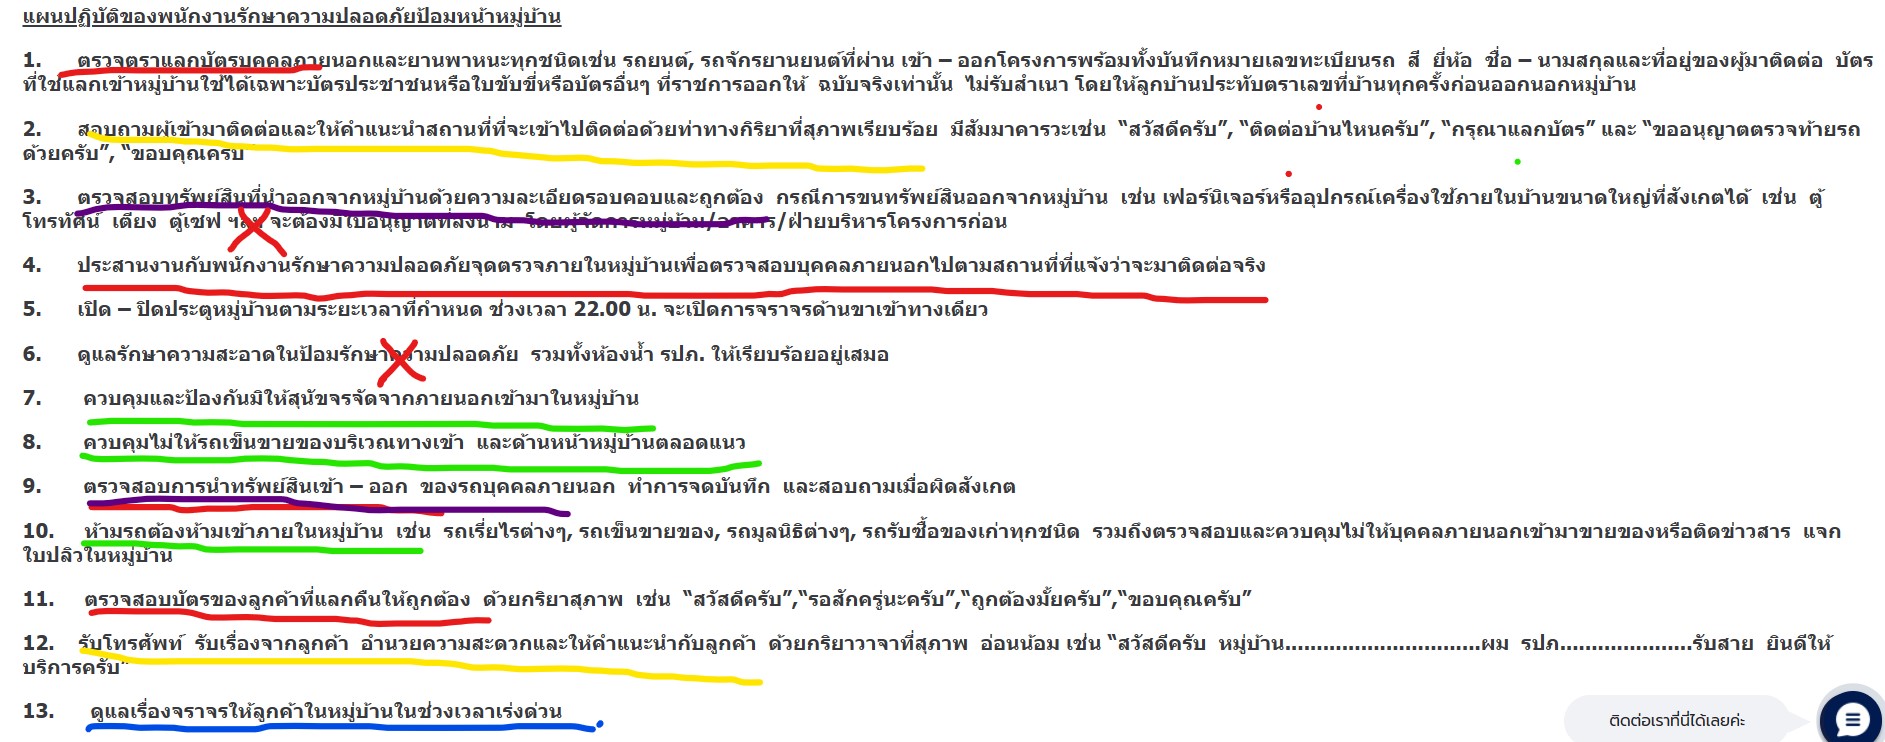 แผนปฏิบัติของพนักงานรักษาความปลอดภัยป้อมหน้าหมู่บ้าน
1. ตรวจตราแลกบัตรบุคคลภายนอกและยานพาหนะทุกชนิดเช่น รถยนต์, รถจักรยานยนต์ที่ผ่าน เข้า – ออกโครงการพร้อมทั้งบันทึกหมายเลขทะเบียนรถ สี ยี่ห้อ ชื่อ – นามสกุลและที่อยู่ของผู้มาติดต่อ บัตร
ที่ใช้แลกเข้าหมู่บ้านใช้ได้เฉพาะบัตรประชาชนหรือใบขับขี่หรือบัตรอื่นๆ ที่ราชการออกให้ ฉบับจริงเท่านั้น ไม่รับสำเนา โดยให้ลูกบ้านประทับตราเลขที่บ้านทุกครั้งก่อนออกนอกหมู่บ้าน
2. สอบถามผู้เข้ามาติดต่อและให้คำแนะนำสถานที่ที่จะเข้าไปติดต่อด้วยท่าทางกิริยาที่สุภาพเรียบร้อย มีสัมมาคารวะเช่น “สวัสดีครับ”, “ติดต่อบ้านไหนครับ”, “กรุณาแลกบัตร” และ “ขออนุญาตตรวจท้ายรถ
ด้วยครับ”, “ขอบคุณครับ”
3. ตรวจสอบทรัพย์สินที่นำออกจากหมู่บ้านด้วยความละเอียดรอบคอบและถูกต้อง กรณีการขนทรัพย์สินออกจากหมู่บ้าน เช่น เฟอร์นิเจอร์หรืออุปกรณ์เครื่องใช้ภายในบ้านขนาดใหญ่ที่สังเกตได้ เช่น ตู้
โทรทัศน์ เตียง ตู้เซฟ ฯลฯ จะต้องมีใบอนุญาตที่ลงนาม โดยผู้จัดการหมู่บ้าน/อาคาร/ฝ่ายบริหารโครงการก่อน
4. ประสานงานกับพนักงานรักษาความปลอดภัยจุดตรวจภายในหมู่บ้านเพื่อตรวจสอบบุคคลภายนอกไปตามสถานที่ที่แจ้งว่าจะมาติดต่อจริง
5. เปิด – ปิดประตูหมู่บ้านตามระยะเวลาที่กำหนด ช่วงเวลา 22.00 น. จะเปิดการจราจรด้านขาเข้าทางเดียว
6. ดูแลรักษาความสะอาดในป้อมรักษาความปลอดภัย รวมทั้งห้องน้ำ รปภ. ให้เรียบร้อยอยู่เสมอ
7. ควบคุมและป้องกันมิให้สุนัขจรจัดจากภายนอกเข้ามาในหมู่บ้าน
8. ควบคุมไม่ให้รถเข็นขายของบริเวณทางเข้า และด้านหน้าหมู่บ้านตลอดแนว
9. ตรวจสอบการนำทรัพย์สินเข้า – ออก ของรถบุคคลภายนอก ทำการจดบันทึก และสอบถามเมื่อผิดสังเกต
10. ห้ามรถต้องห้ามเข้าภายในหมู่บ้าน เช่น รถเรี่ยไรต่างๆ, รถเข็นขายของ, รถมูลนิธิต่างๆ, รถรับซื้อของเก่าทุกชนิด รวมถึงตรวจสอบและควบคุมไม่ให้บุคคลภายนอกเข้ามาขายของหรือติดข่าวสาร แจก
ใบปลิวในหมู่บ้าน
11. ตรวจสอบบัตรของลูกค้าที่แลกคืนให้ถูกต้อง ด้วยกริยาสุภาพ เช่น “สวัสดีครับ”,“รอสักครู่นะครับ”,“ถูกต้องมั้ยครับ”,“ขอบคุณครับ”
12. รับโทรศัพท์ รับเรื่องจากลูกค้า อำนวยความสะดวกและให้คำแนะนำกับลูกค้า ด้วยกริยาวาจาที่สุภาพ อ่อนน้อม เช่น “สวัสดีครับ หมู่บ้าน...............................ผม รปภ.....................รับสาย ยินดีให้
บริการครับ”
13. ดูแลเรื่องจราจรให้ลูกค้าในหมู่บ้านในช่วงเวลาเร่งด่วน
ติดต่อเราที่นี่ได้เลยค่ะ